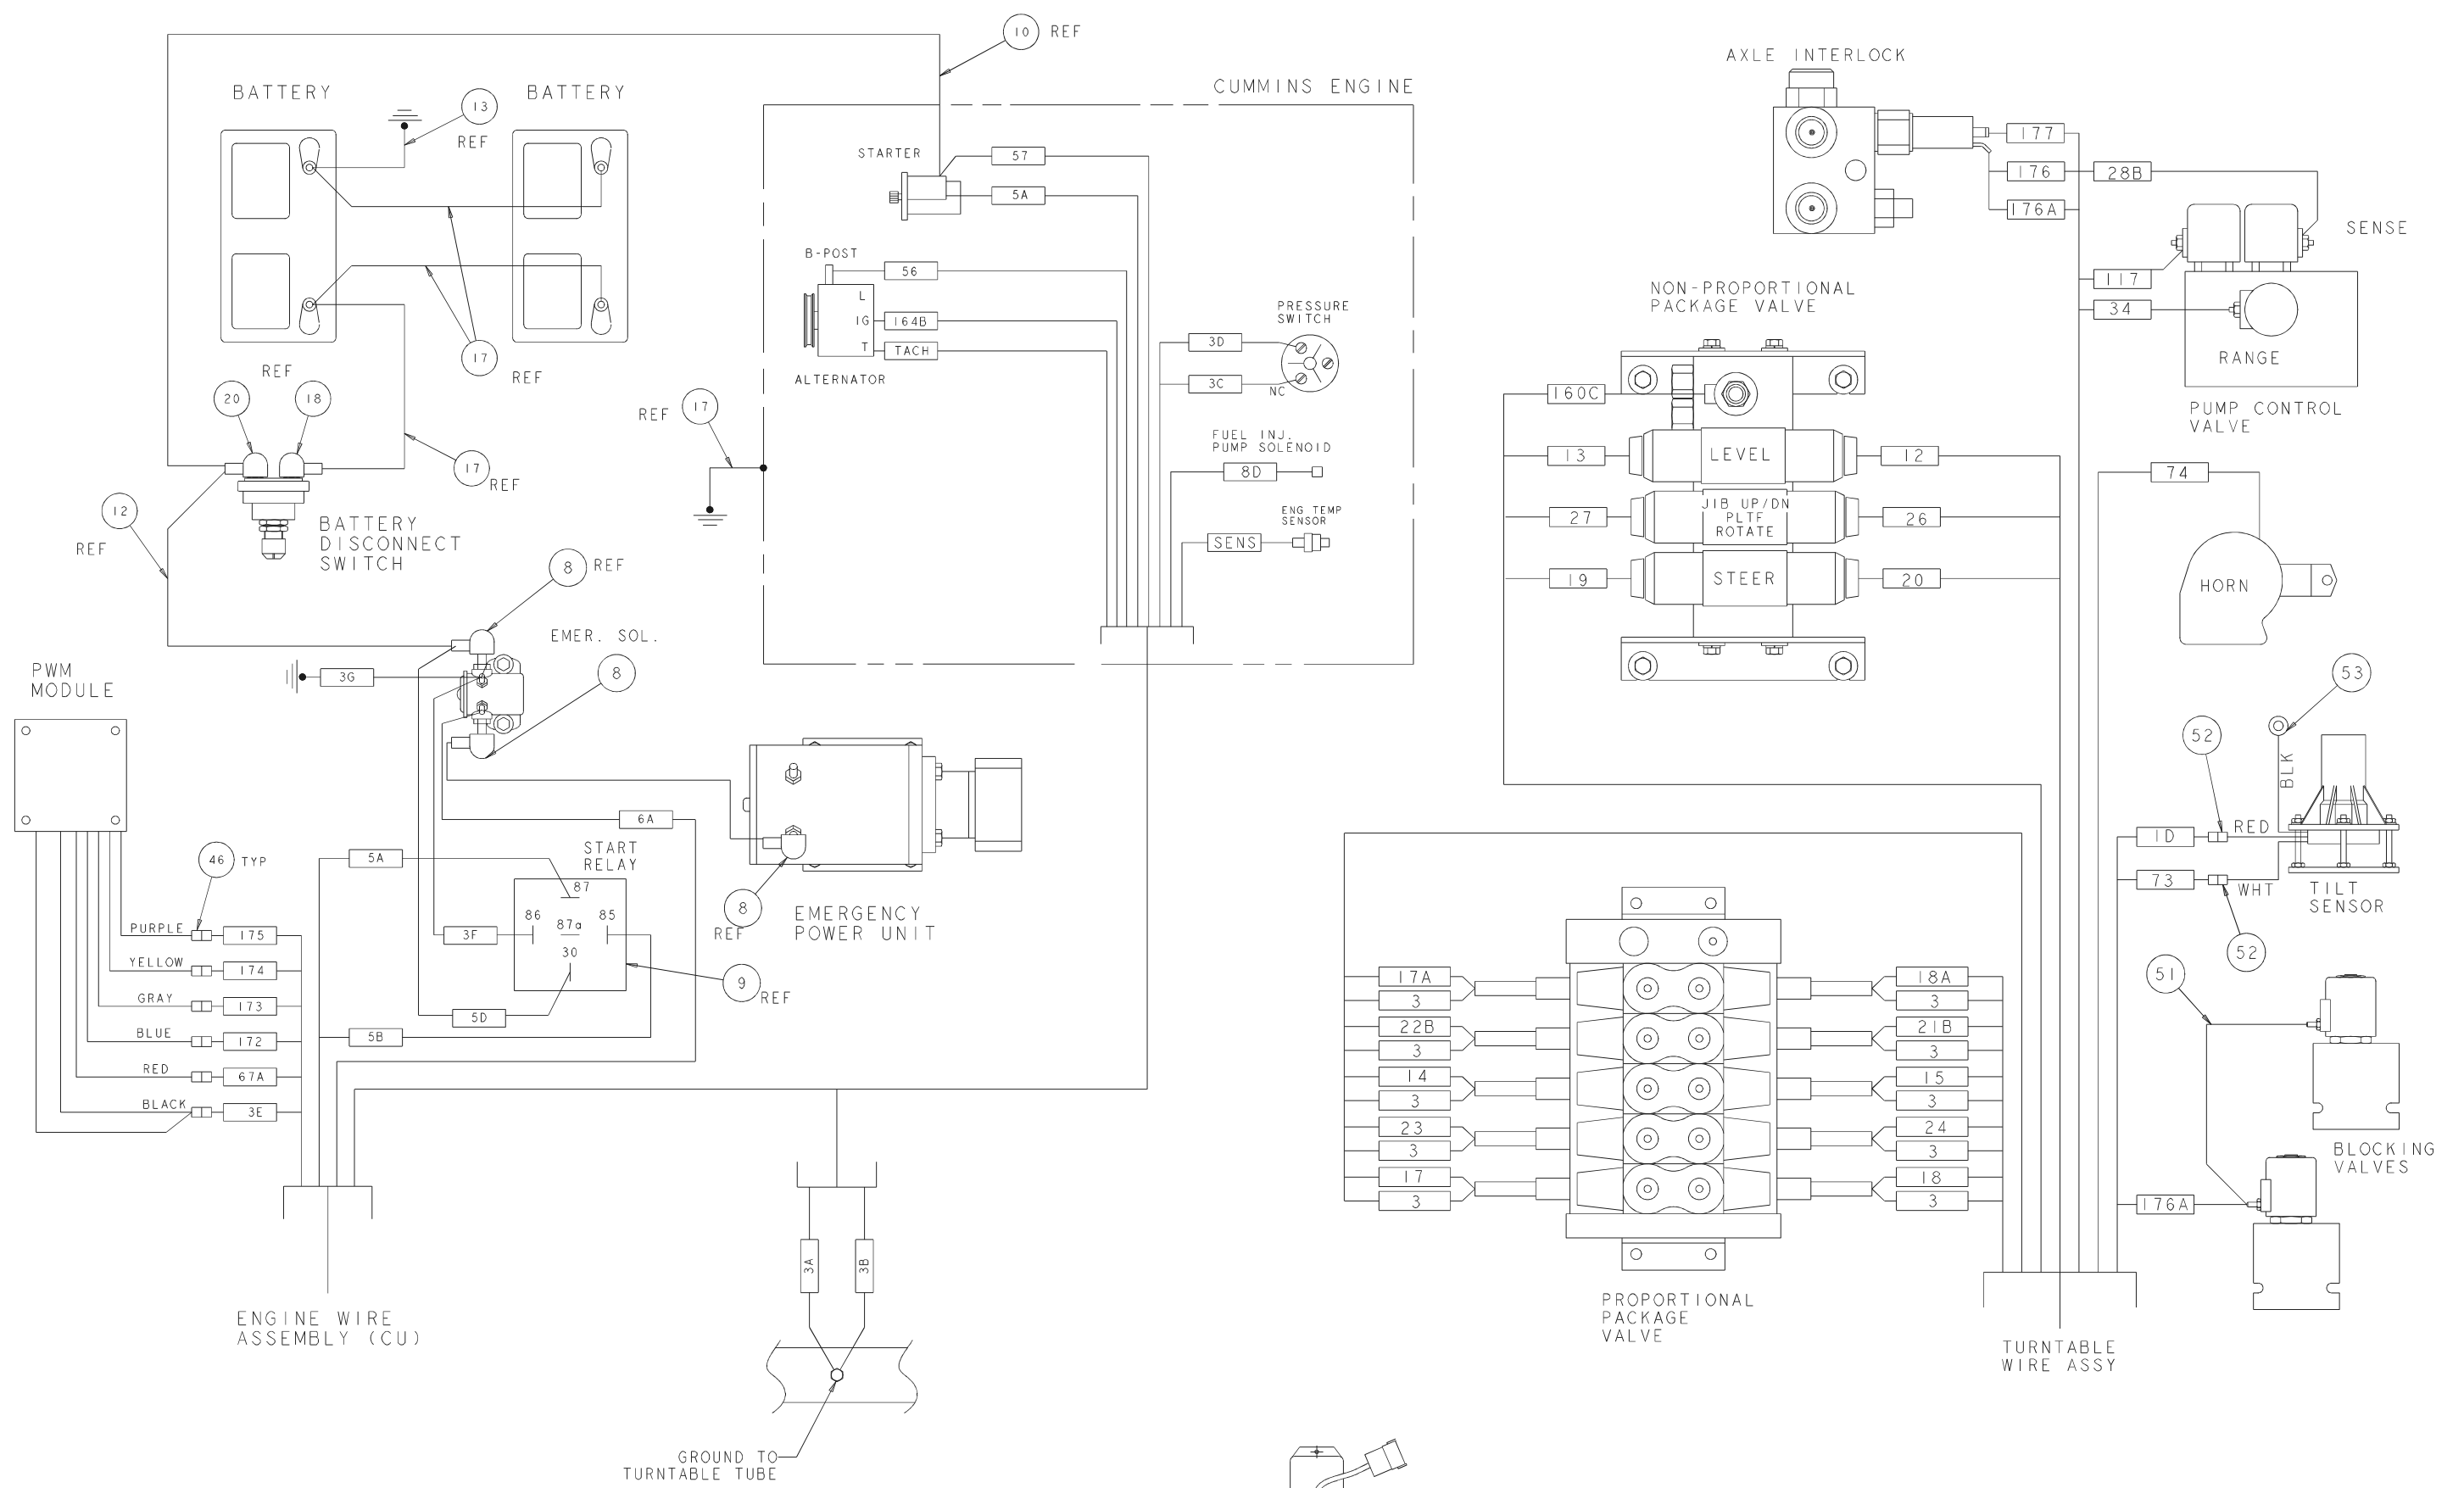 10 REF
AXLE INTERLOCK
BATTERY
13
REF
BATTERY
CUMMINS ENGINE
STARTER
57
5A
B-POST
56
L
IG
164B
T
TACH
ALTERNATOR
PRESSURE
SWITCH
3D
3C
NC
FUEL INJ.
PUMP SOLENOID
8D
ENG TEMP
SENSOR
SENS
177
176
28B
176A
SENSE
117
34
RANGE
PUMP CONTROL
VALVE
NON-PROPORTIONAL
PACKAGE VALVE
160C
13
LEVEL
12
27
JIB UP/DN
PLTF
ROTATE
26
19
STEER
20
74
HORN
17
REF
REF
20
18
REF 17
17
REF
12
REF
BATTERY
DISCONNECT
SWITCH
8 REF
EMER. SOL.
8
3G
PWM
MODULE
6A
START
RELAY
5A
87
86
85
87a
3F
30
5D
5B
9
REF
8
REF
EMERGENCY
POWER UNIT
46 TYP
PURPLE
175
YELLOW
174
GRAY
173
BLUE
172
RED
67A
BLACK
3E
ENGINE WIRE
ASSEMBLY (CU)
3A
3B
GROUND TO
TURNTABLE TUBE
17A
3
22B
3
14
3
23
3
17
3
18A
3
21B
3
15
3
24
3
18
3
PROPORTIONAL
PACKAGE
VALVE
53
52
BLK
1D
RED
73
WHT
TILT
SENSOR
52
51
BLOCKING
VALVES
176A
TURNTABLE
WIRE ASSY